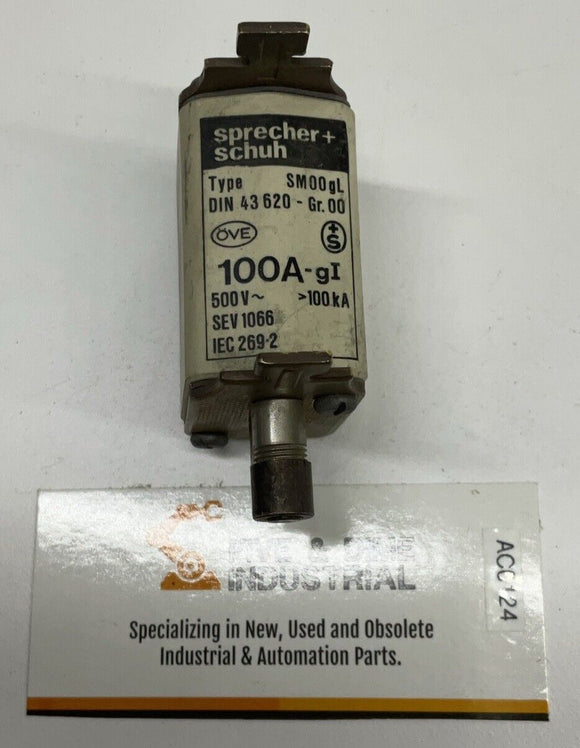 sprecher+
schuh
Type SM00gL
DIN 43 620 - Gr. 00
ÖVE +S
100A-gI
500V~ >100kA
SEV 1066
IEC 269-2
INDUSTRIAL
ACC124
Specializing in New, Used and Obsolete
Industrial & Automation Parts.